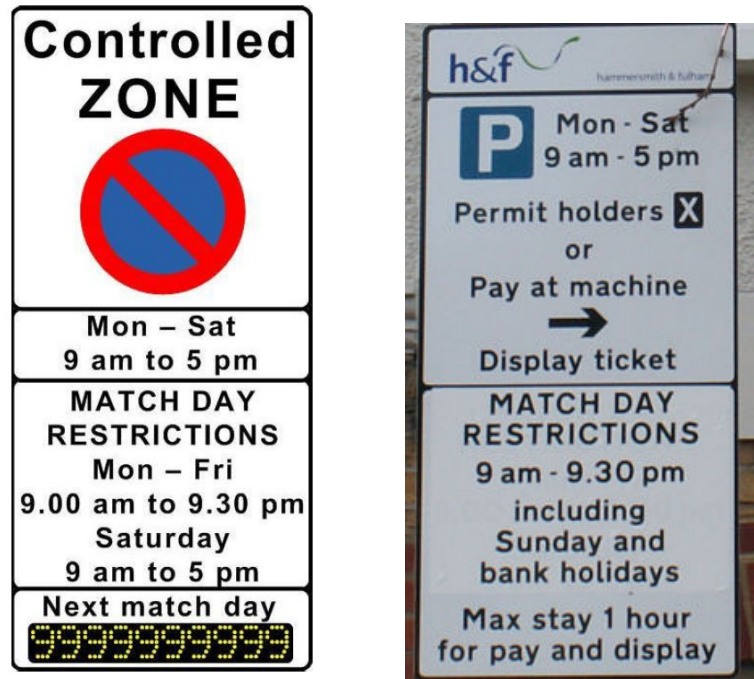 Controlled
ZONE
Mon – Sat
9 am to 5 pm
MATCH DAY
RESTRICTIONS
Mon – Fri
9.00 am to 9.30 pm
Saturday
9 am to 5 pm
Next match day
9999999999
h&f
hammersmith & fulham
P
Mon - Sat
9 am - 5 pm
Permit holders X
or
Pay at machine
Display ticket
MATCH DAY
RESTRICTIONS
9 am - 9.30 pm
including
Sunday and
bank holidays
Max stay 1 hour
for pay and display